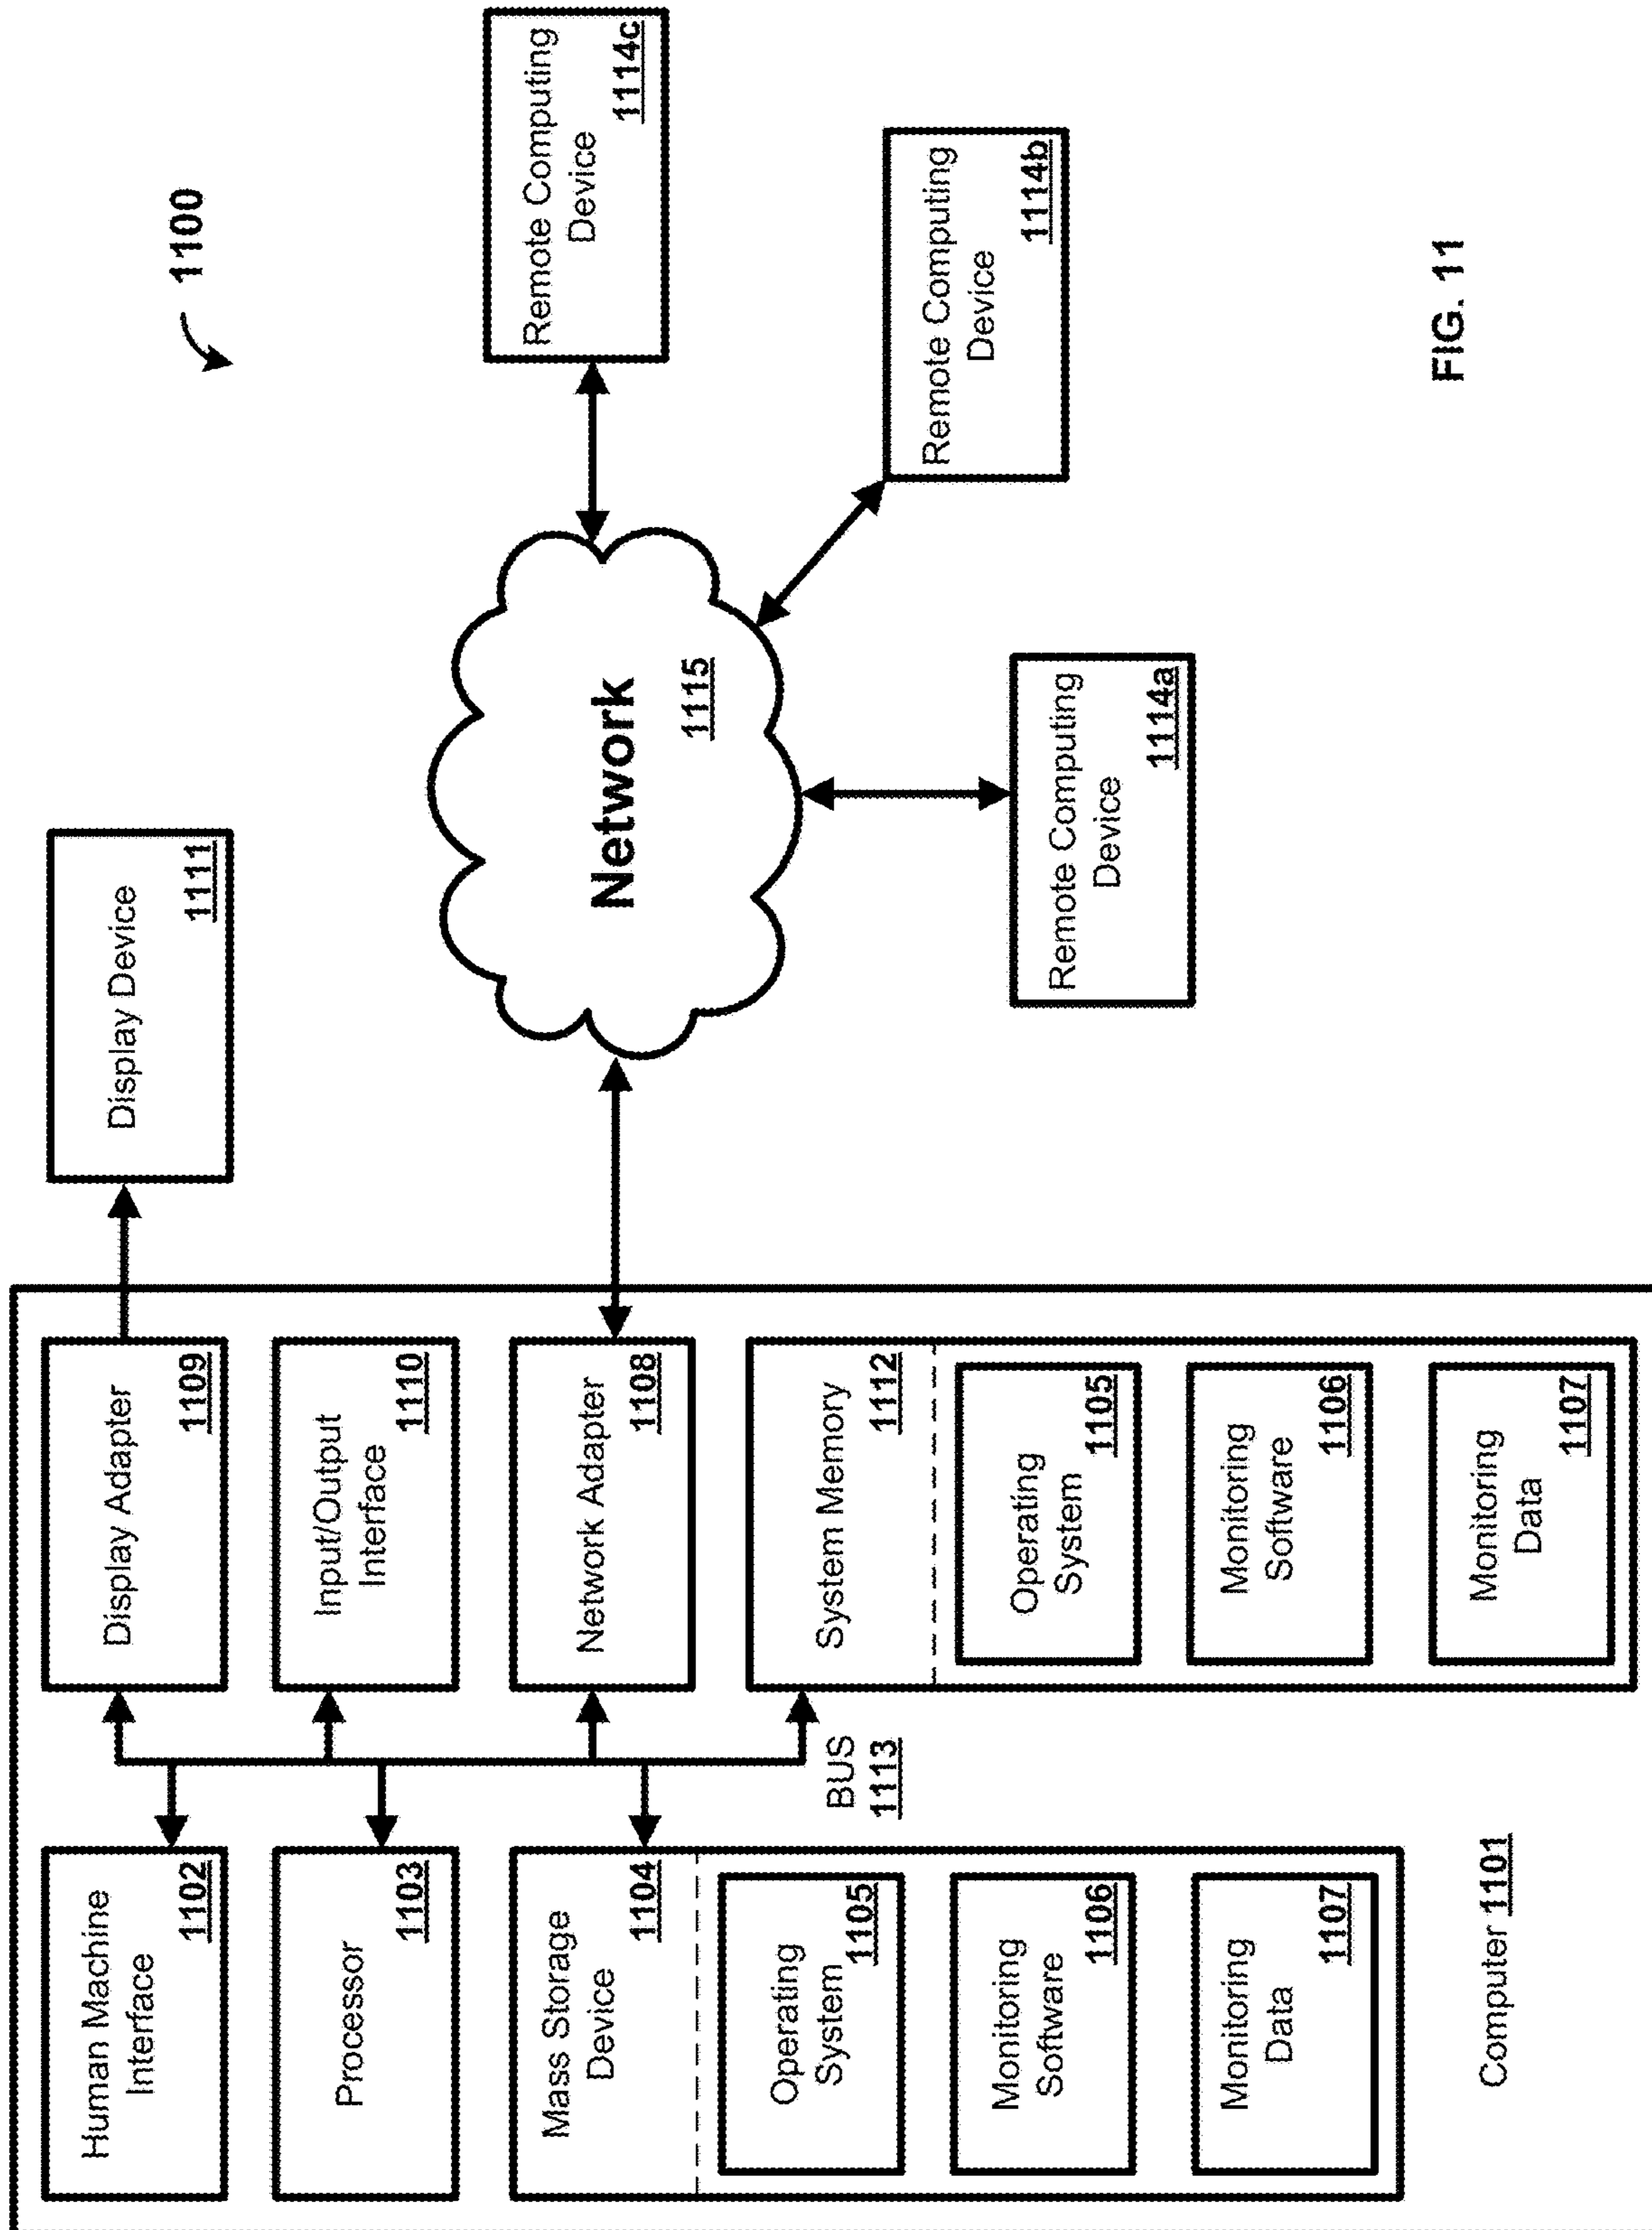 1100
Human Machine
Interface
1102
Processor
1103
Mass Storage
Device
1104
Operating
System
1105
Monitoring
Software
1106
Monitoring
Data
1107
Computer 1101
BUS
1113
Display Adapter
1109
Input/Output
Interface
1110
Network Adapter
1108
System Memory
1112
Operating
System
1105
Monitoring
Software
1106
Monitoring
Data
1107
Display Device
1111
Network
1115
Remote Computing
Device
1114a
Remote Computing
Device
1114b
Remote Computing
Device
1114c
FIG. 11